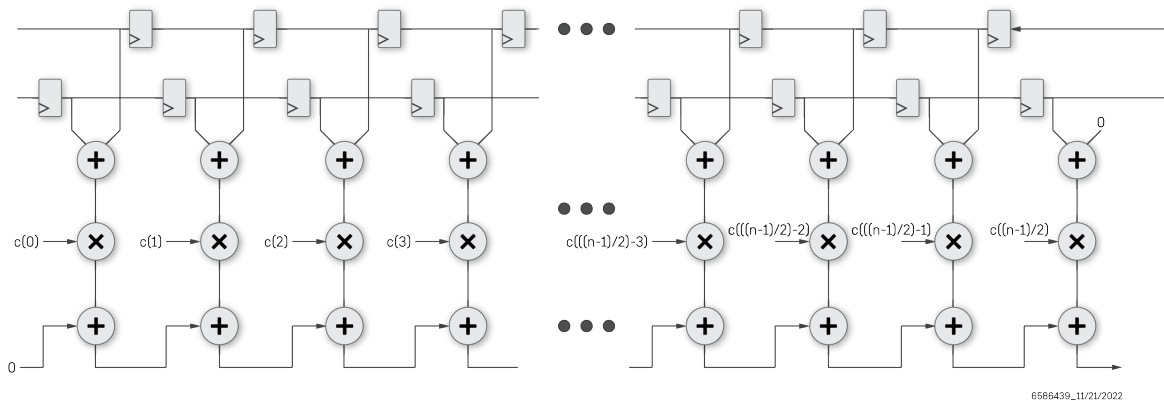 0
c(0)
c(1)
c(2)
c(3)
c(((n-1)/2)-3)
c(((n-1)/2)-2)
c(((n-1)/2)-1)
c((n-1)/2)
0
6586439_11/21/2022